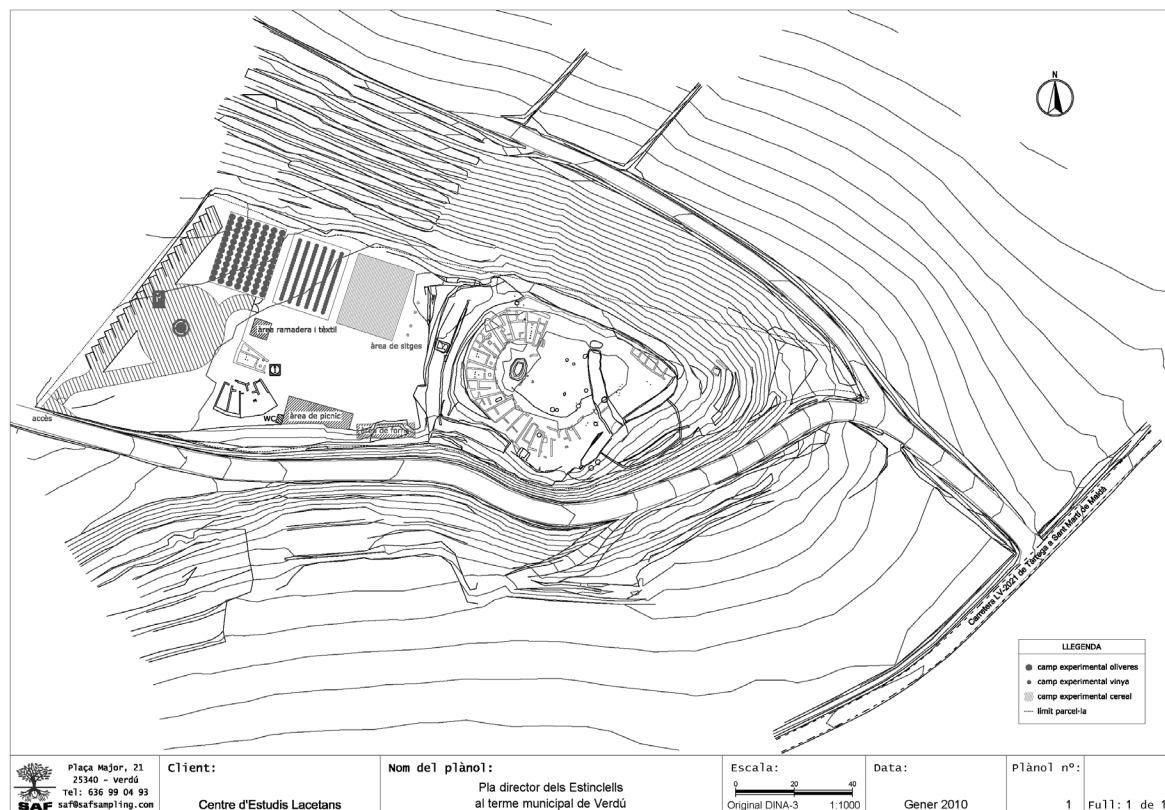 N
P
àrea ramadera i tèxtil
àrea de sitges
accés
WC
àrea de picnic
àrea de forns
Carretera LV-2021 de Tàrrega a Sant Martí de Maldà
LLEGENDA
camp experimental oliveres
camp experimental vinya
camp experimental cereal
límit parcel·la
SAF
Plaça Major, 21
25340 - Verdú
Tel: 636 99 04 93
saf@safsampling.com
Client:
Centre d'Estudis Lacetans
Nom del plànol:
Pla director dels Estinclells
al terme municipal de Verdú
Escala:
0 20 40
Original DINA-3 1:1000
Data:
Gener 2010
Plànol nº:
1
Full: 1 de 1